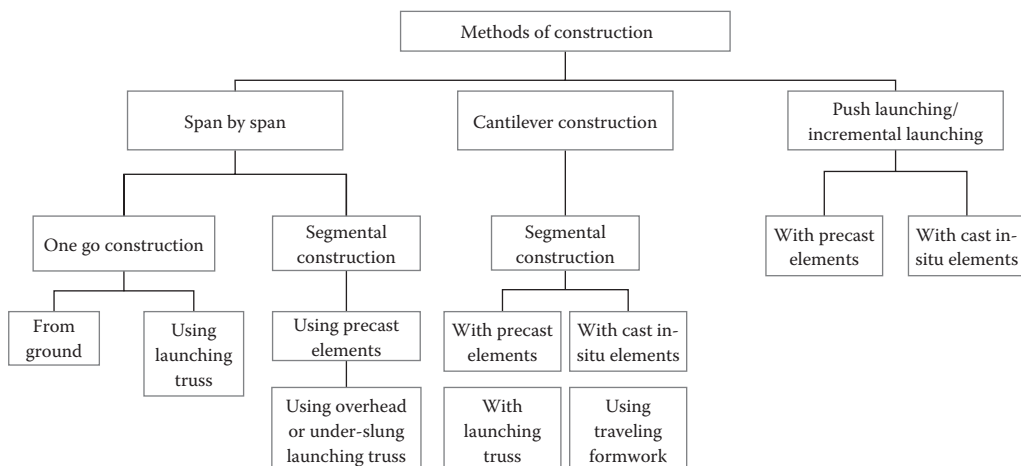 Methods of construction
Span by span
Cantilever construction
Push launching/
incremental launching
One go construction
Segmental
construction
Segmental
construction
With precast
elements
With cast in-
situ elements
From
ground
Using
launching
truss
Using precast
elements
With precast
elements
With cast in-
situ elements
Using overhead
or under-slung
launching truss
With
launching
truss
Using
traveling
formwork